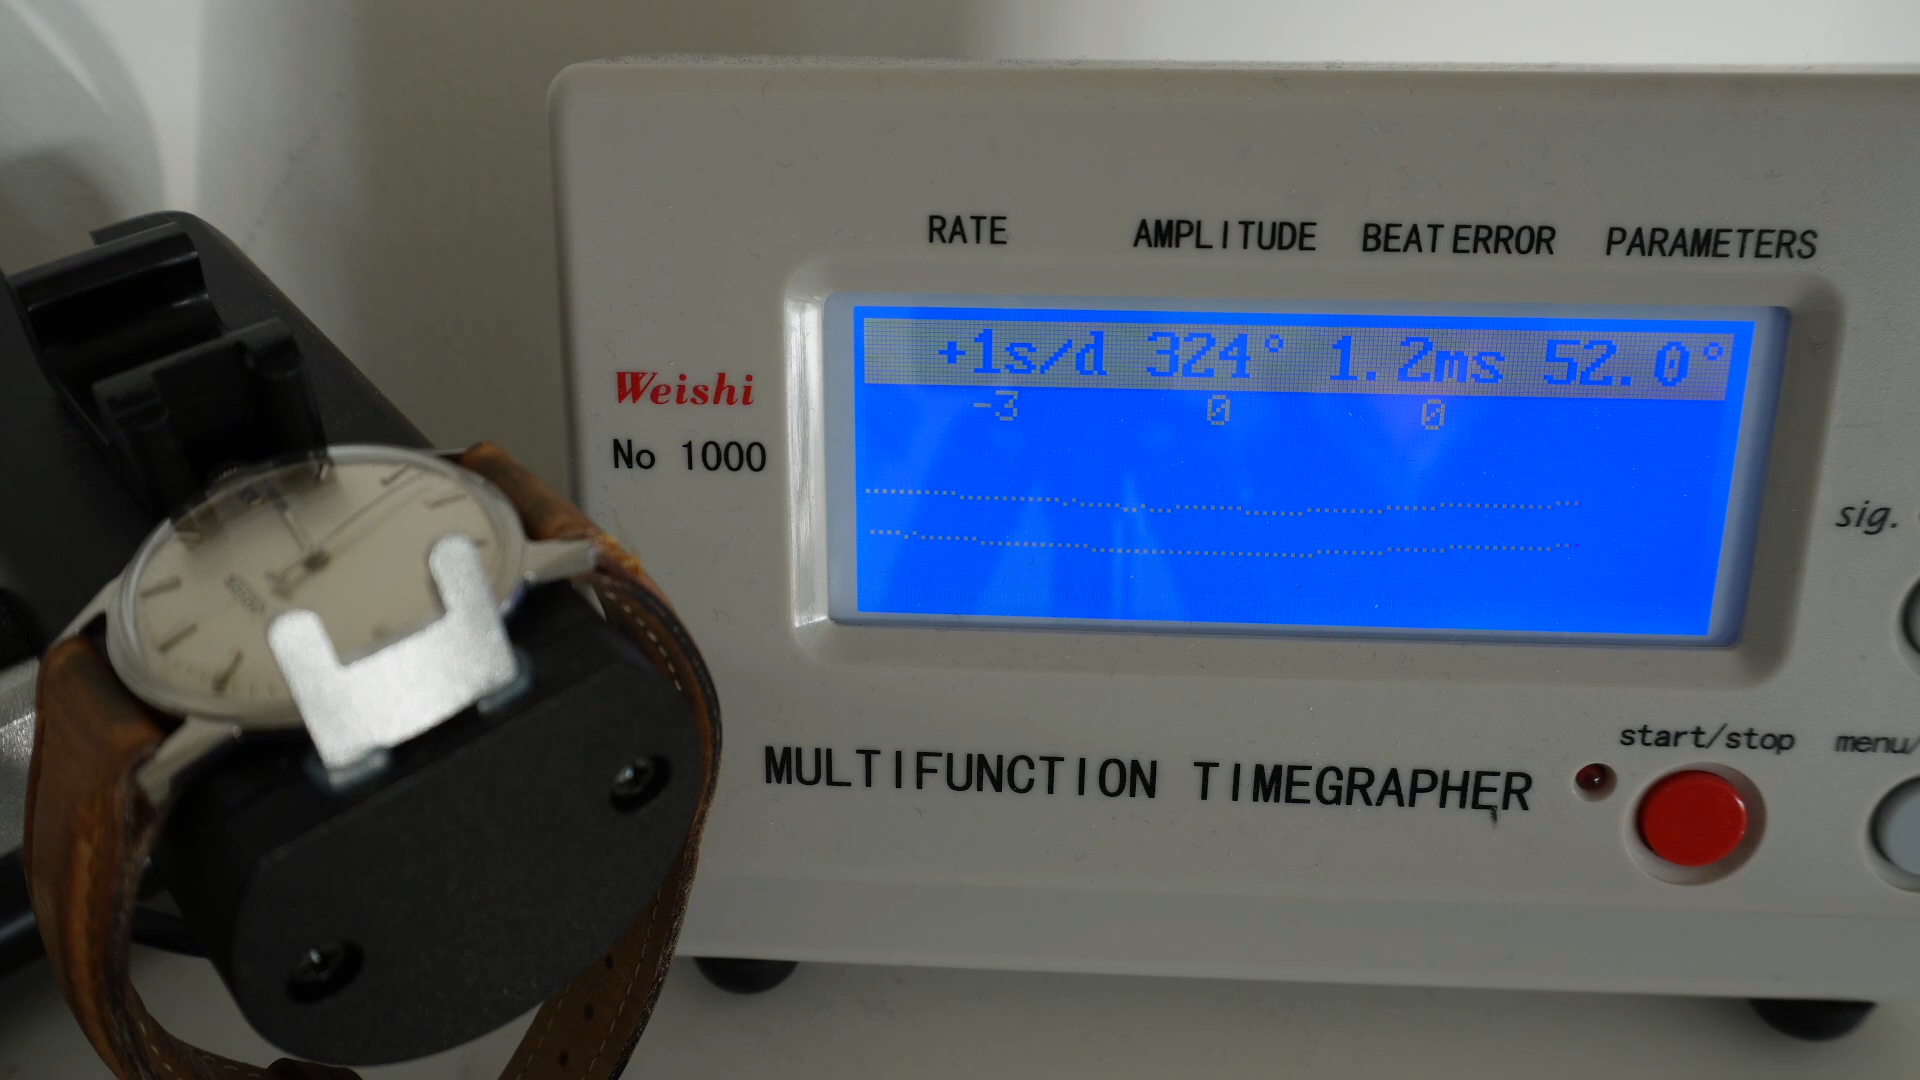 RATE AMPLITUDE BEAT ERROR PARAMETERS
+1s/d 324° 1.2ms 52.0°
-3 0 0
Weishi
No 1000
sig.
start/stop menu/
MULTIFUNCTION TIMEGRAPHER